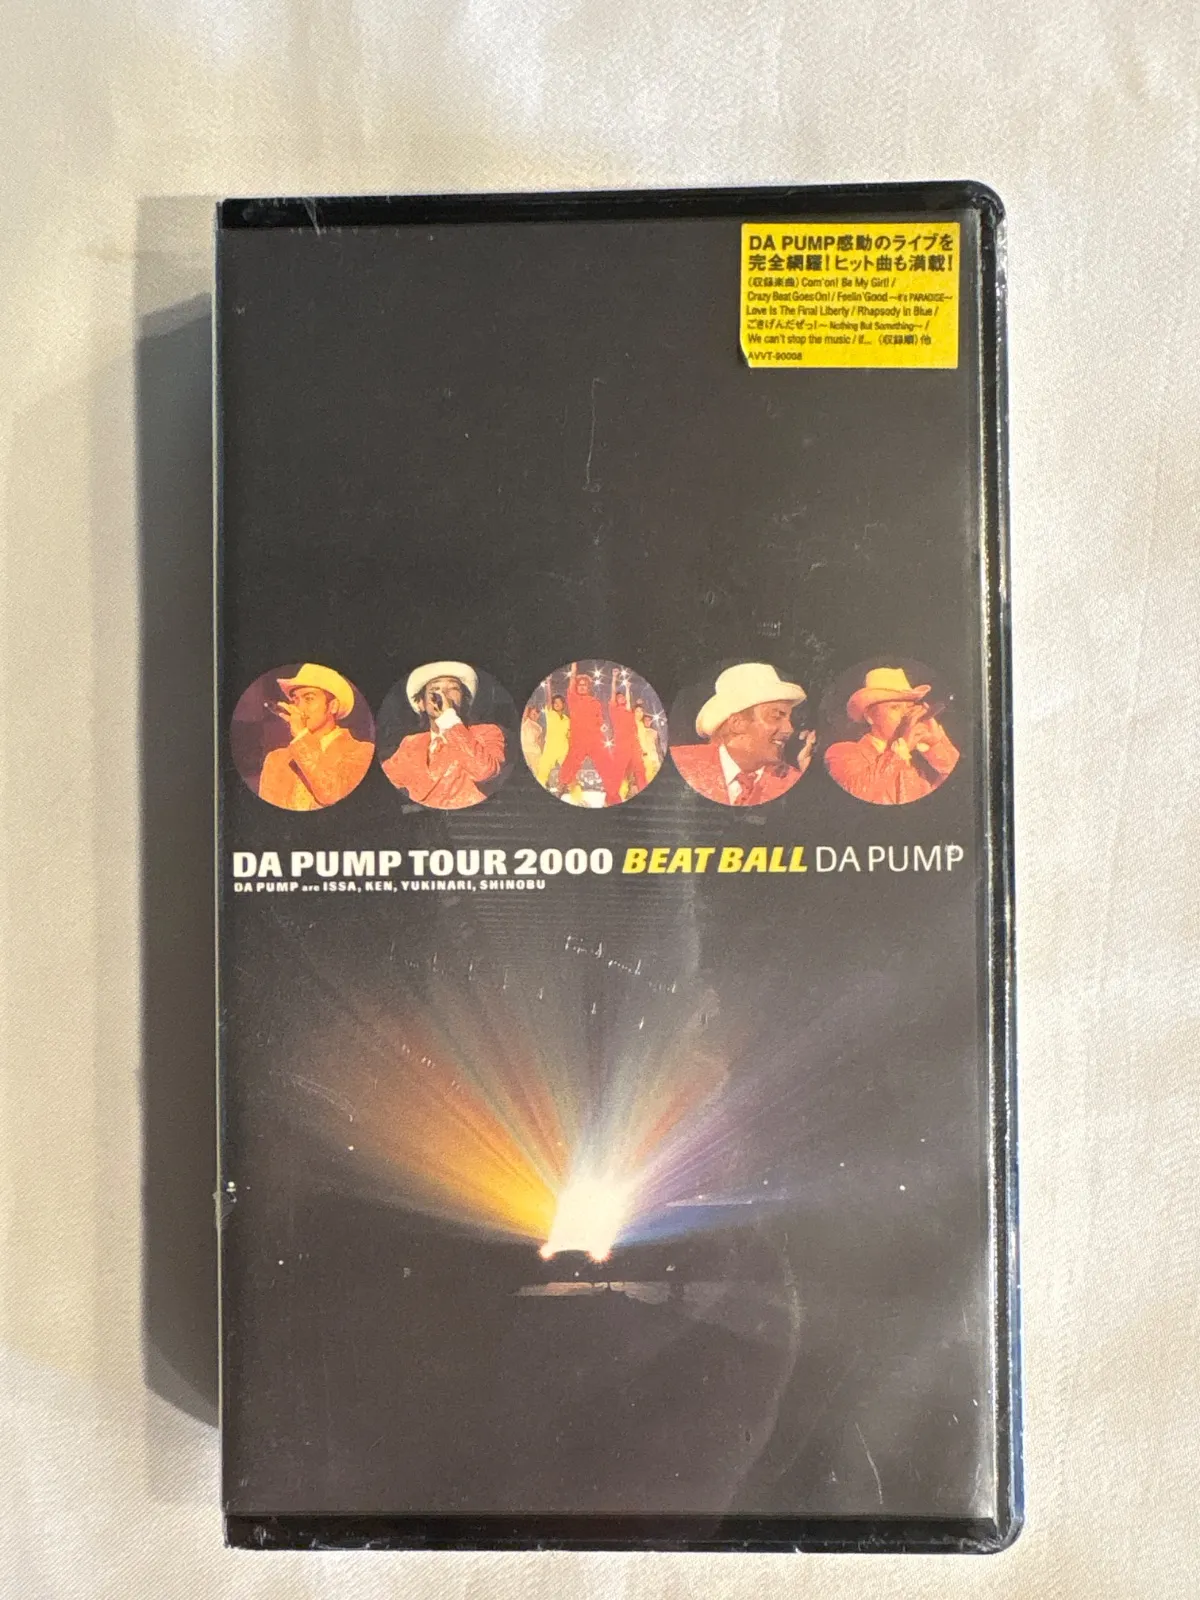 DA PUMP感動のライブを
完全網羅!ヒット曲も満載!
(収録楽曲) Com'on! Be My Girl! /
Crazy Beat Goes On! / Feelin' Good ~It's PARADISE~
Love Is The Final Liberty / Rhapsody in Blue /
ごきげんだぜっ!~Nothing But Something~ /
We can't stop the music / If... (収録順) 他
AVVT-90008
DA PUMP TOUR 2000 BEAT BALL DA PUMP
DA PUMP are ISSA, KEN, YUKINARI, SHINOBU